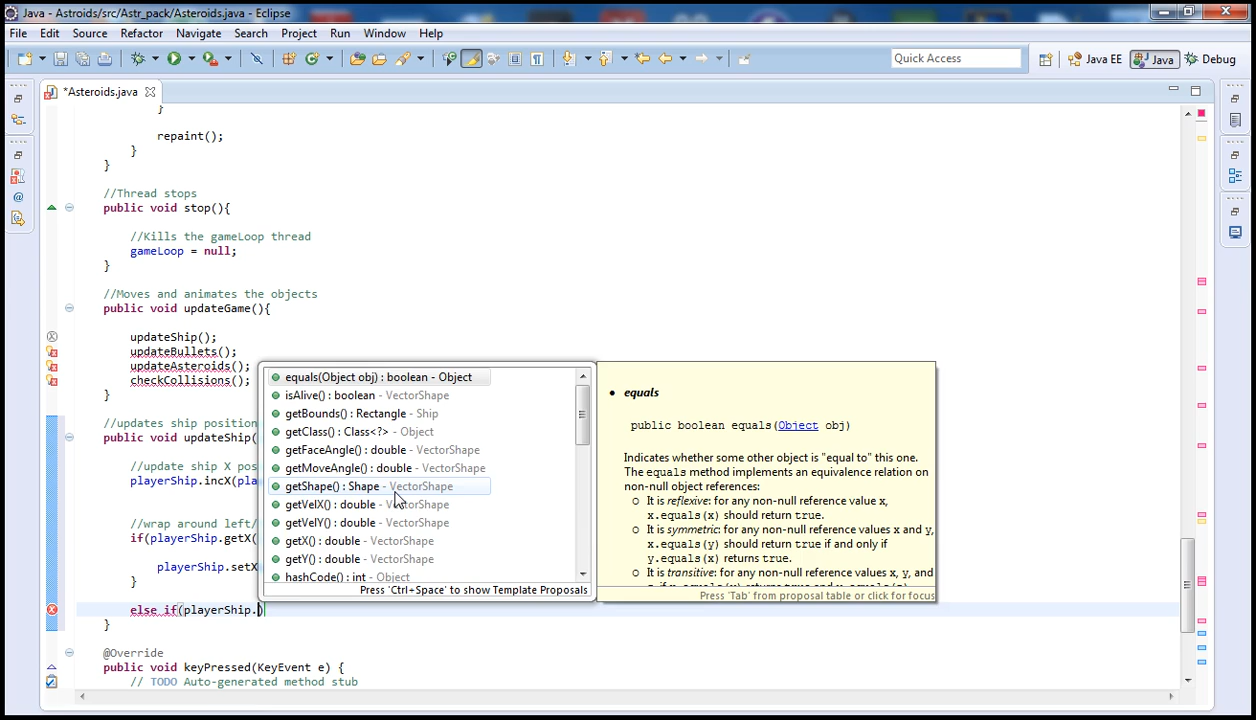 Java - Astroids/src/Astr_pack/Asteroids.java - Eclipse
File Edit Source Refactor Navigate Search Project Run Window Help
Quick Access Java EE Java Debug
*Asteroids.java
}
repaint();
}
}
//Thread stops
public void stop(){
//Kills the gameLoop thread
gameLoop = null;
}
//Moves and animates the objects
public void updateGame(){
updateShip();
updateBullets();
updateAsteroids();
checkCollisions();
}
//updates ship position
public void updateShip(
//update ship X pos
playerShip.incX(pla
//wrap around left/
if(playerShip.getX(
playerShip.setX
}
else if(playerShip.)
}
@Override
public void keyPressed(KeyEvent e) {
// TODO Auto-generated method stub
equals(Object obj) : boolean - Object
isAlive() : boolean - VectorShape
getBounds() : Rectangle - Ship
getClass() : Class<?> - Object
getFaceAngle() : double - VectorShape
getMoveAngle() : double - VectorShape
getShape() : Shape - VectorShape
getVelX() : double - VectorShape
getVelY() : double - VectorShape
getX() : double - VectorShape
getY() : double - VectorShape
hashCode() : int - Object
Press 'Ctrl+Space' to show Template Proposals
equals
public boolean equals(Object obj)
Indicates whether some other object is "equal to" this one.
The equals method implements an equivalence relation on
non-null object references:
It is reflexive: for any non-null reference value x,
x.equals(x) should return true.
It is symmetric: for any non-null reference values x and y,
x.equals(y) should return true if and only if
y.equals(x) returns true.
It is transitive: for any non-null reference values x, y, and
Press 'Tab' from proposal table or click for focus